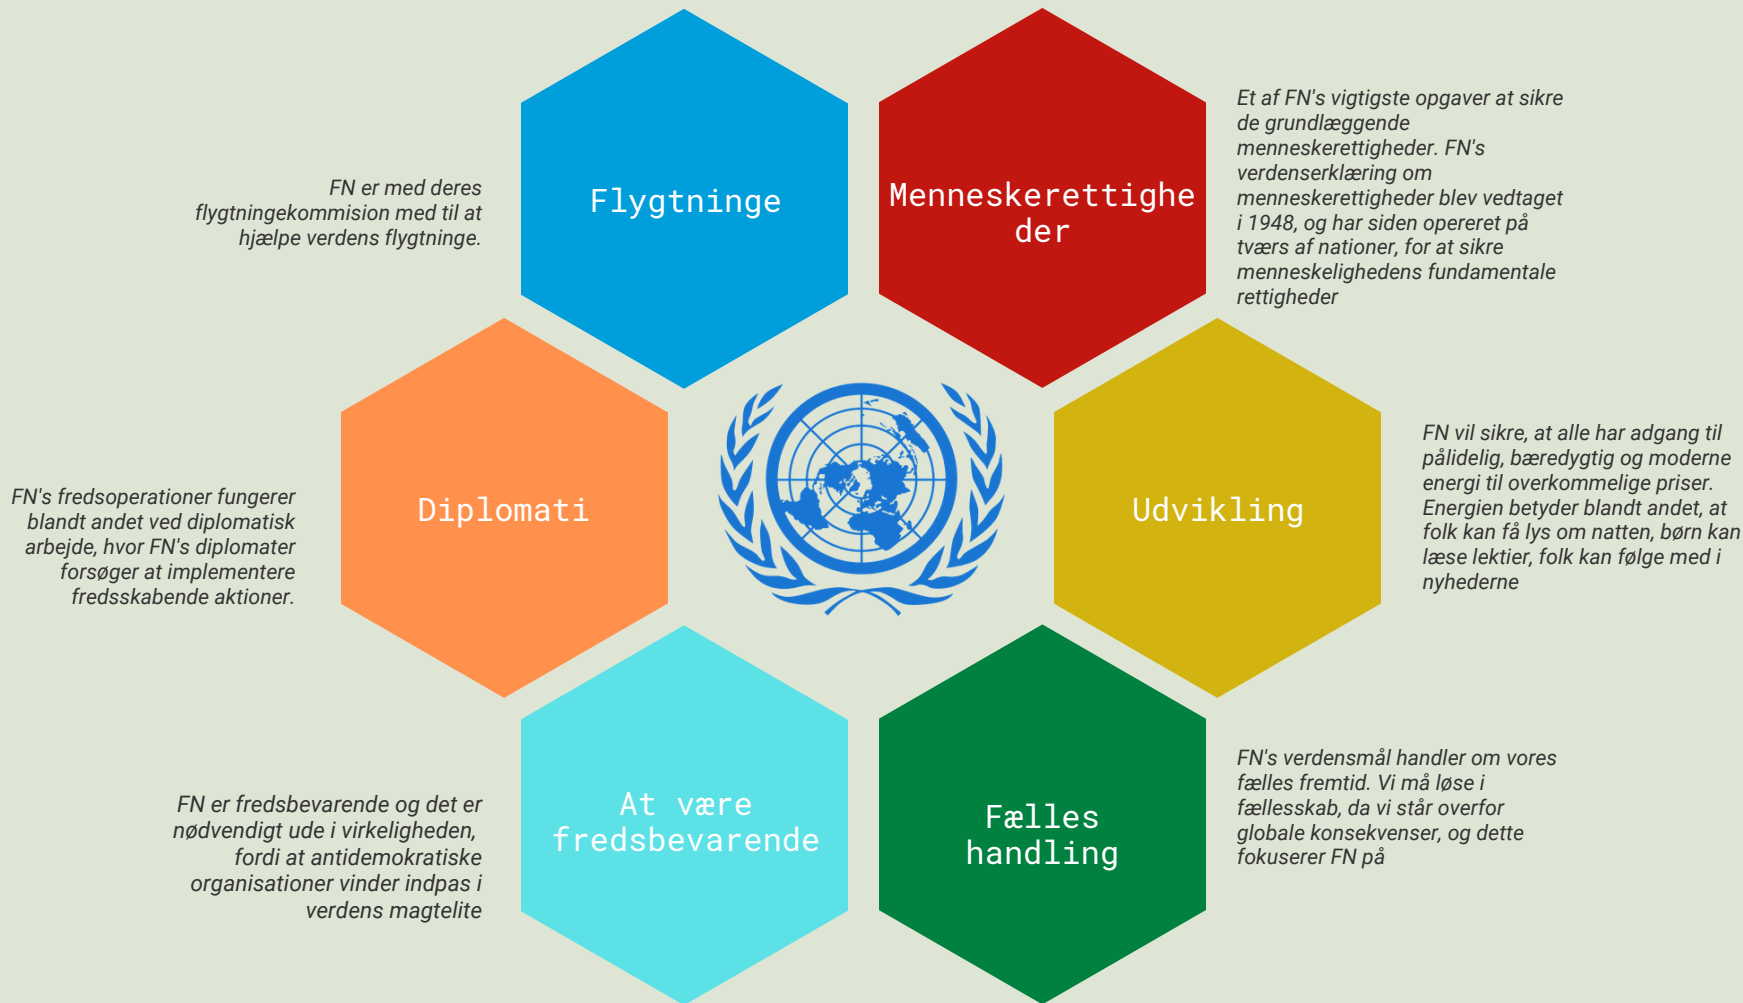 Flygtninge
FN er med deres
flygtningekommision med til at
hjælpe verdens flygtninge.
Menneskerettighe
der
Et af FN's vigtigste opgaver at sikre
de grundlæggende
menneskerettigheder. FN's
verdenserklæring om
menneskerettigheder blev vedtaget
i 1948, og har siden opereret på
tværs af nationer, for at sikre
menneskelighedens fundamentale
rettigheder
Diplomati
FN's fredsoperationer fungerer
blandt andet ved diplomatisk
arbejde, hvor FN's diplomater
forsøger at implementere
fredsskabende aktioner.
Udvikling
FN vil sikre, at alle har adgang til
pålidelig, bæredygtig og moderne
energi til overkommelige priser.
Energien betyder blandt andet, at
folk kan få lys om natten, børn kan
læse lektier, folk kan følge med i
nyhederne
At være
fredsbevarende
FN er fredsbevarende og det er
nødvendigt ude i virkeligheden,
fordi at antidemokratiske
organisationer vinder indpas i
verdens magtelite
Fælles
handling
FN's verdensmål handler om vores
fælles fremtid. Vi må løse i
fællesskab, da vi står overfor
globale konsekvenser, og dette
fokuserer FN på